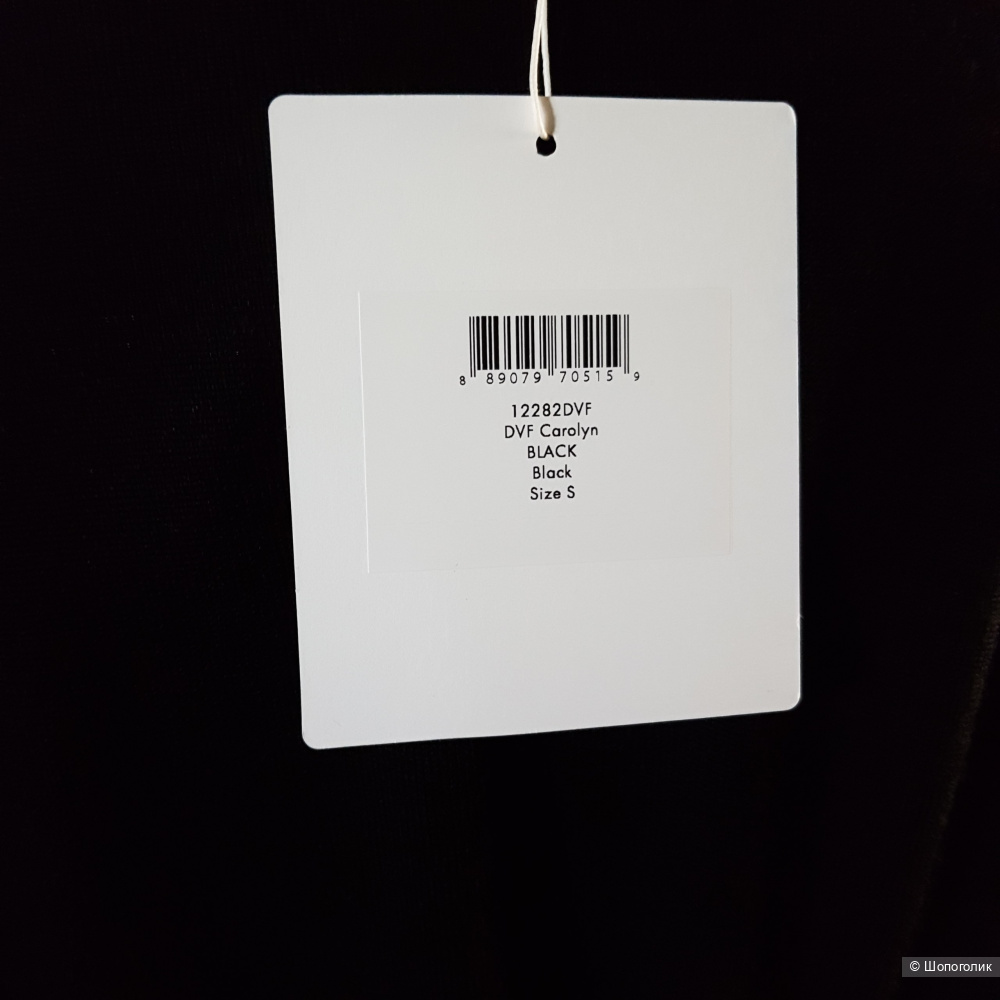 8 89079 70515 9
12282DVF
DVF Carolyn
BLACK
Black
Size S
© Шопоголик